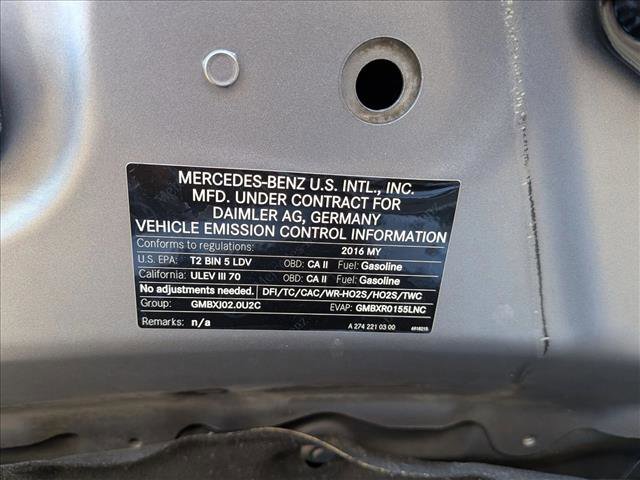 MERCEDES-BENZ U.S. INTL., INC.
MFD. UNDER CONTRACT FOR
DAIMLER AG, GERMANY
VEHICLE EMISSION CONTROL INFORMATION
Conforms to regulations: 2016 MY
U.S. EPA: T2 BIN 5 LDV OBD: CA II Fuel: Gasoline
California: ULEV III 70 OBD: CA II Fuel: Gasoline
No adjustments needed. DFI/TC/CAC/WR-HO2S/HO2S/TWC
Group: GMBXJ02.0U2C EVAP: GMBXR0155LNC
Remarks: n/a A 274 221 03 00